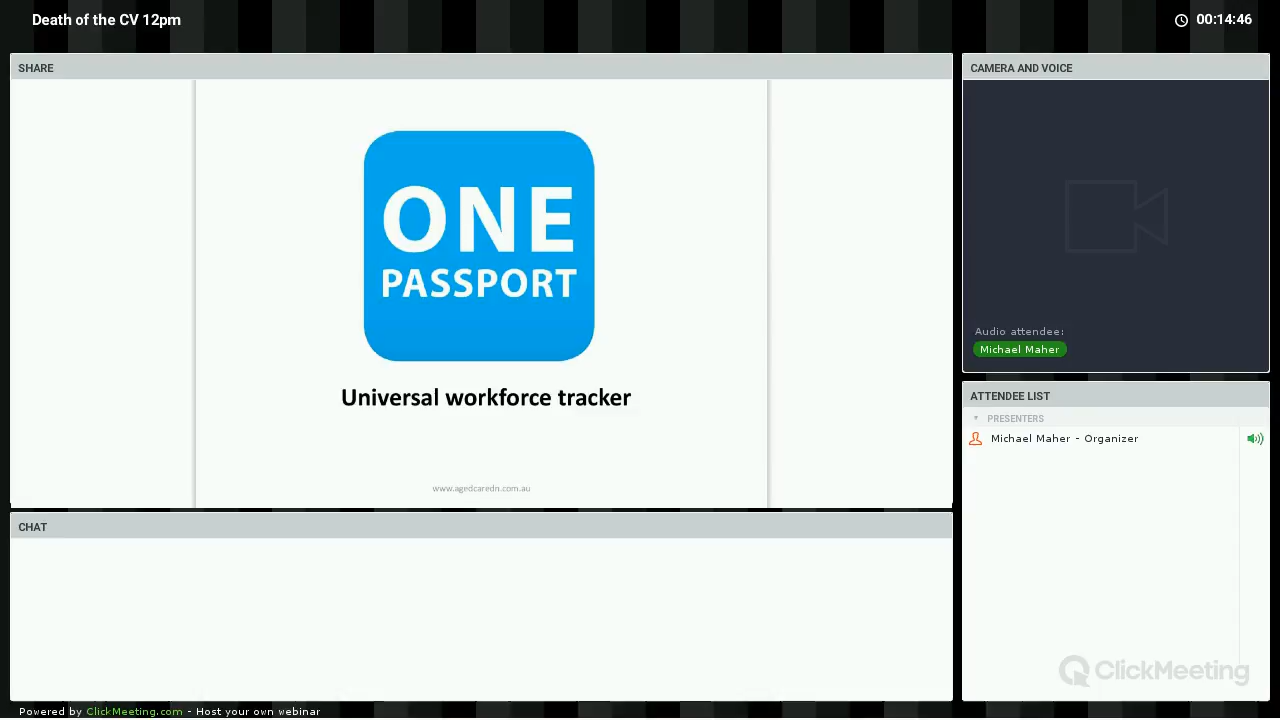 Death of the CV 12pm
00:14:46
SHARE
ONE
PASSPORT
Universal workforce tracker
www.agedcaredn.com.au
CHAT
CAMERA AND VOICE
Audio attendee:
Michael Maher
ATTENDEE LIST
PRESENTERS
Michael Maher - Organizer
ClickMeeting
Powered by ClickMeeting.com - Host your own webinar